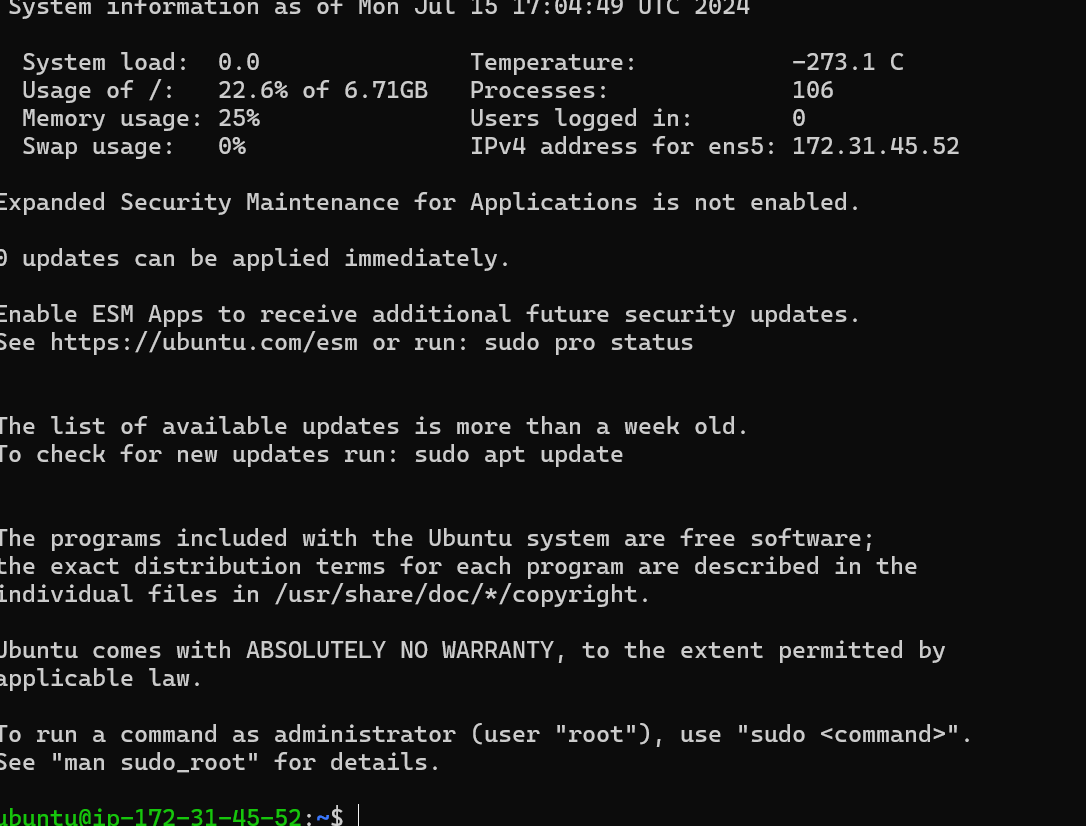 System information as of Mon Jul 15 17:04:49 UTC 2024
System load: 0.0 Temperature: -273.1 C
Usage of /: 22.6% of 6.71GB Processes: 106
Memory usage: 25% Users logged in: 0
Swap usage: 0% IPv4 address for ens5: 172.31.45.52
Expanded Security Maintenance for Applications is not enabled.
0 updates can be applied immediately.
Enable ESM Apps to receive additional future security updates.
See https://ubuntu.com/esm or run: sudo pro status
The list of available updates is more than a week old.
To check for new updates run: sudo apt update
The programs included with the Ubuntu system are free software;
the exact distribution terms for each program are described in the
individual files in /usr/share/doc/*/copyright.
Ubuntu comes with ABSOLUTELY NO WARRANTY, to the extent permitted by
applicable law.
To run a command as administrator (user "root"), use "sudo <command>".
See "man sudo_root" for details.
ubuntu@ip-172-31-45-52:~$